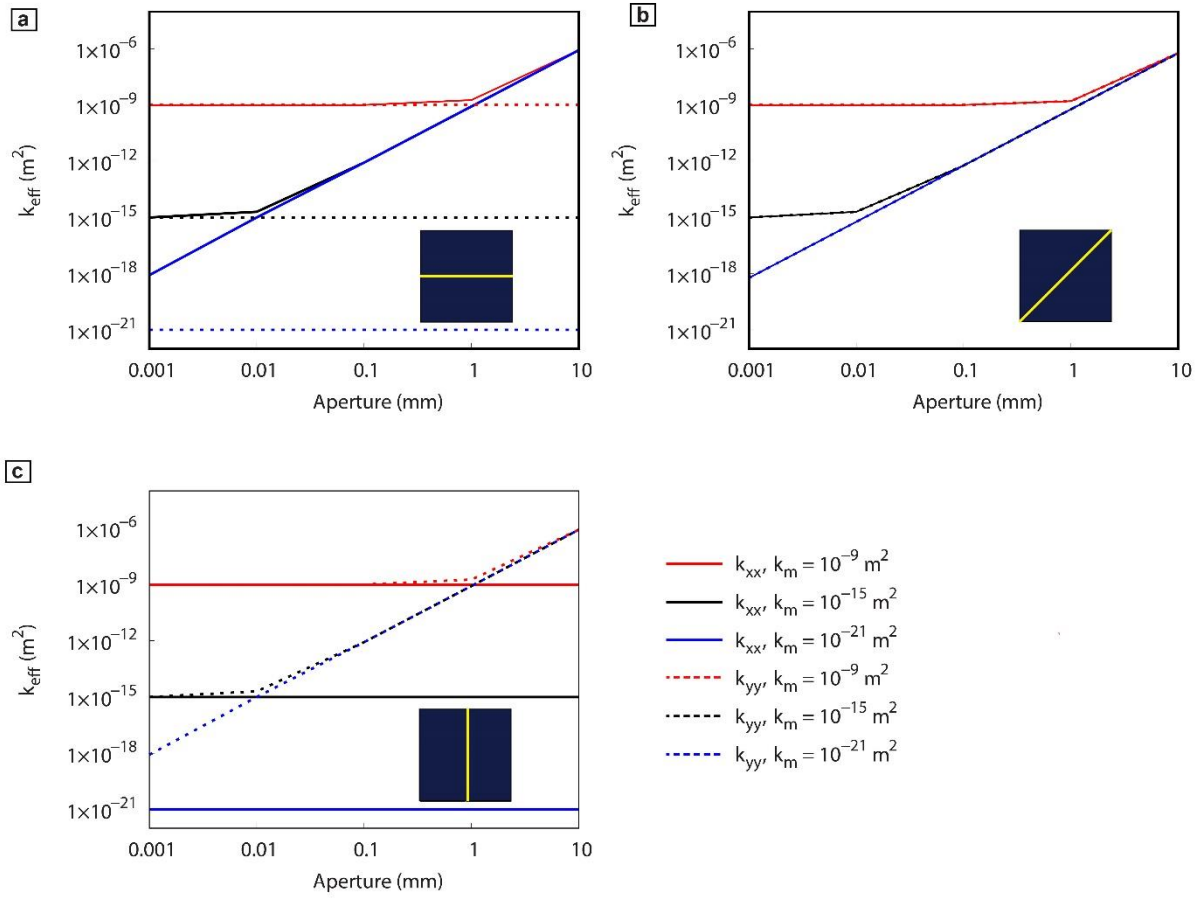 a
1×10⁻⁶
1×10⁻⁹
1×10⁻¹²
1×10⁻¹⁵
1×10⁻¹⁸
1×10⁻²¹
k_eff (m²)
0.001 0.01 0.1 1 10
Aperture (mm)
b
1×10⁻⁶
1×10⁻⁹
1×10⁻¹²
1×10⁻¹⁵
1×10⁻¹⁸
1×10⁻²¹
k_eff (m²)
0.001 0.01 0.1 1 10
Aperture (mm)
c
1×10⁻⁶
1×10⁻⁹
1×10⁻¹²
1×10⁻¹⁵
1×10⁻¹⁸
1×10⁻²¹
k_eff (m²)
0.001 0.01 0.1 1 10
Aperture (mm)
k_xx, k_m = 10⁻⁹ m²
k_xx, k_m = 10⁻¹⁵ m²
k_xx, k_m = 10⁻²¹ m²
k_yy, k_m = 10⁻⁹ m²
k_yy, k_m = 10⁻¹⁵ m²
k_yy, k_m = 10⁻²¹ m²